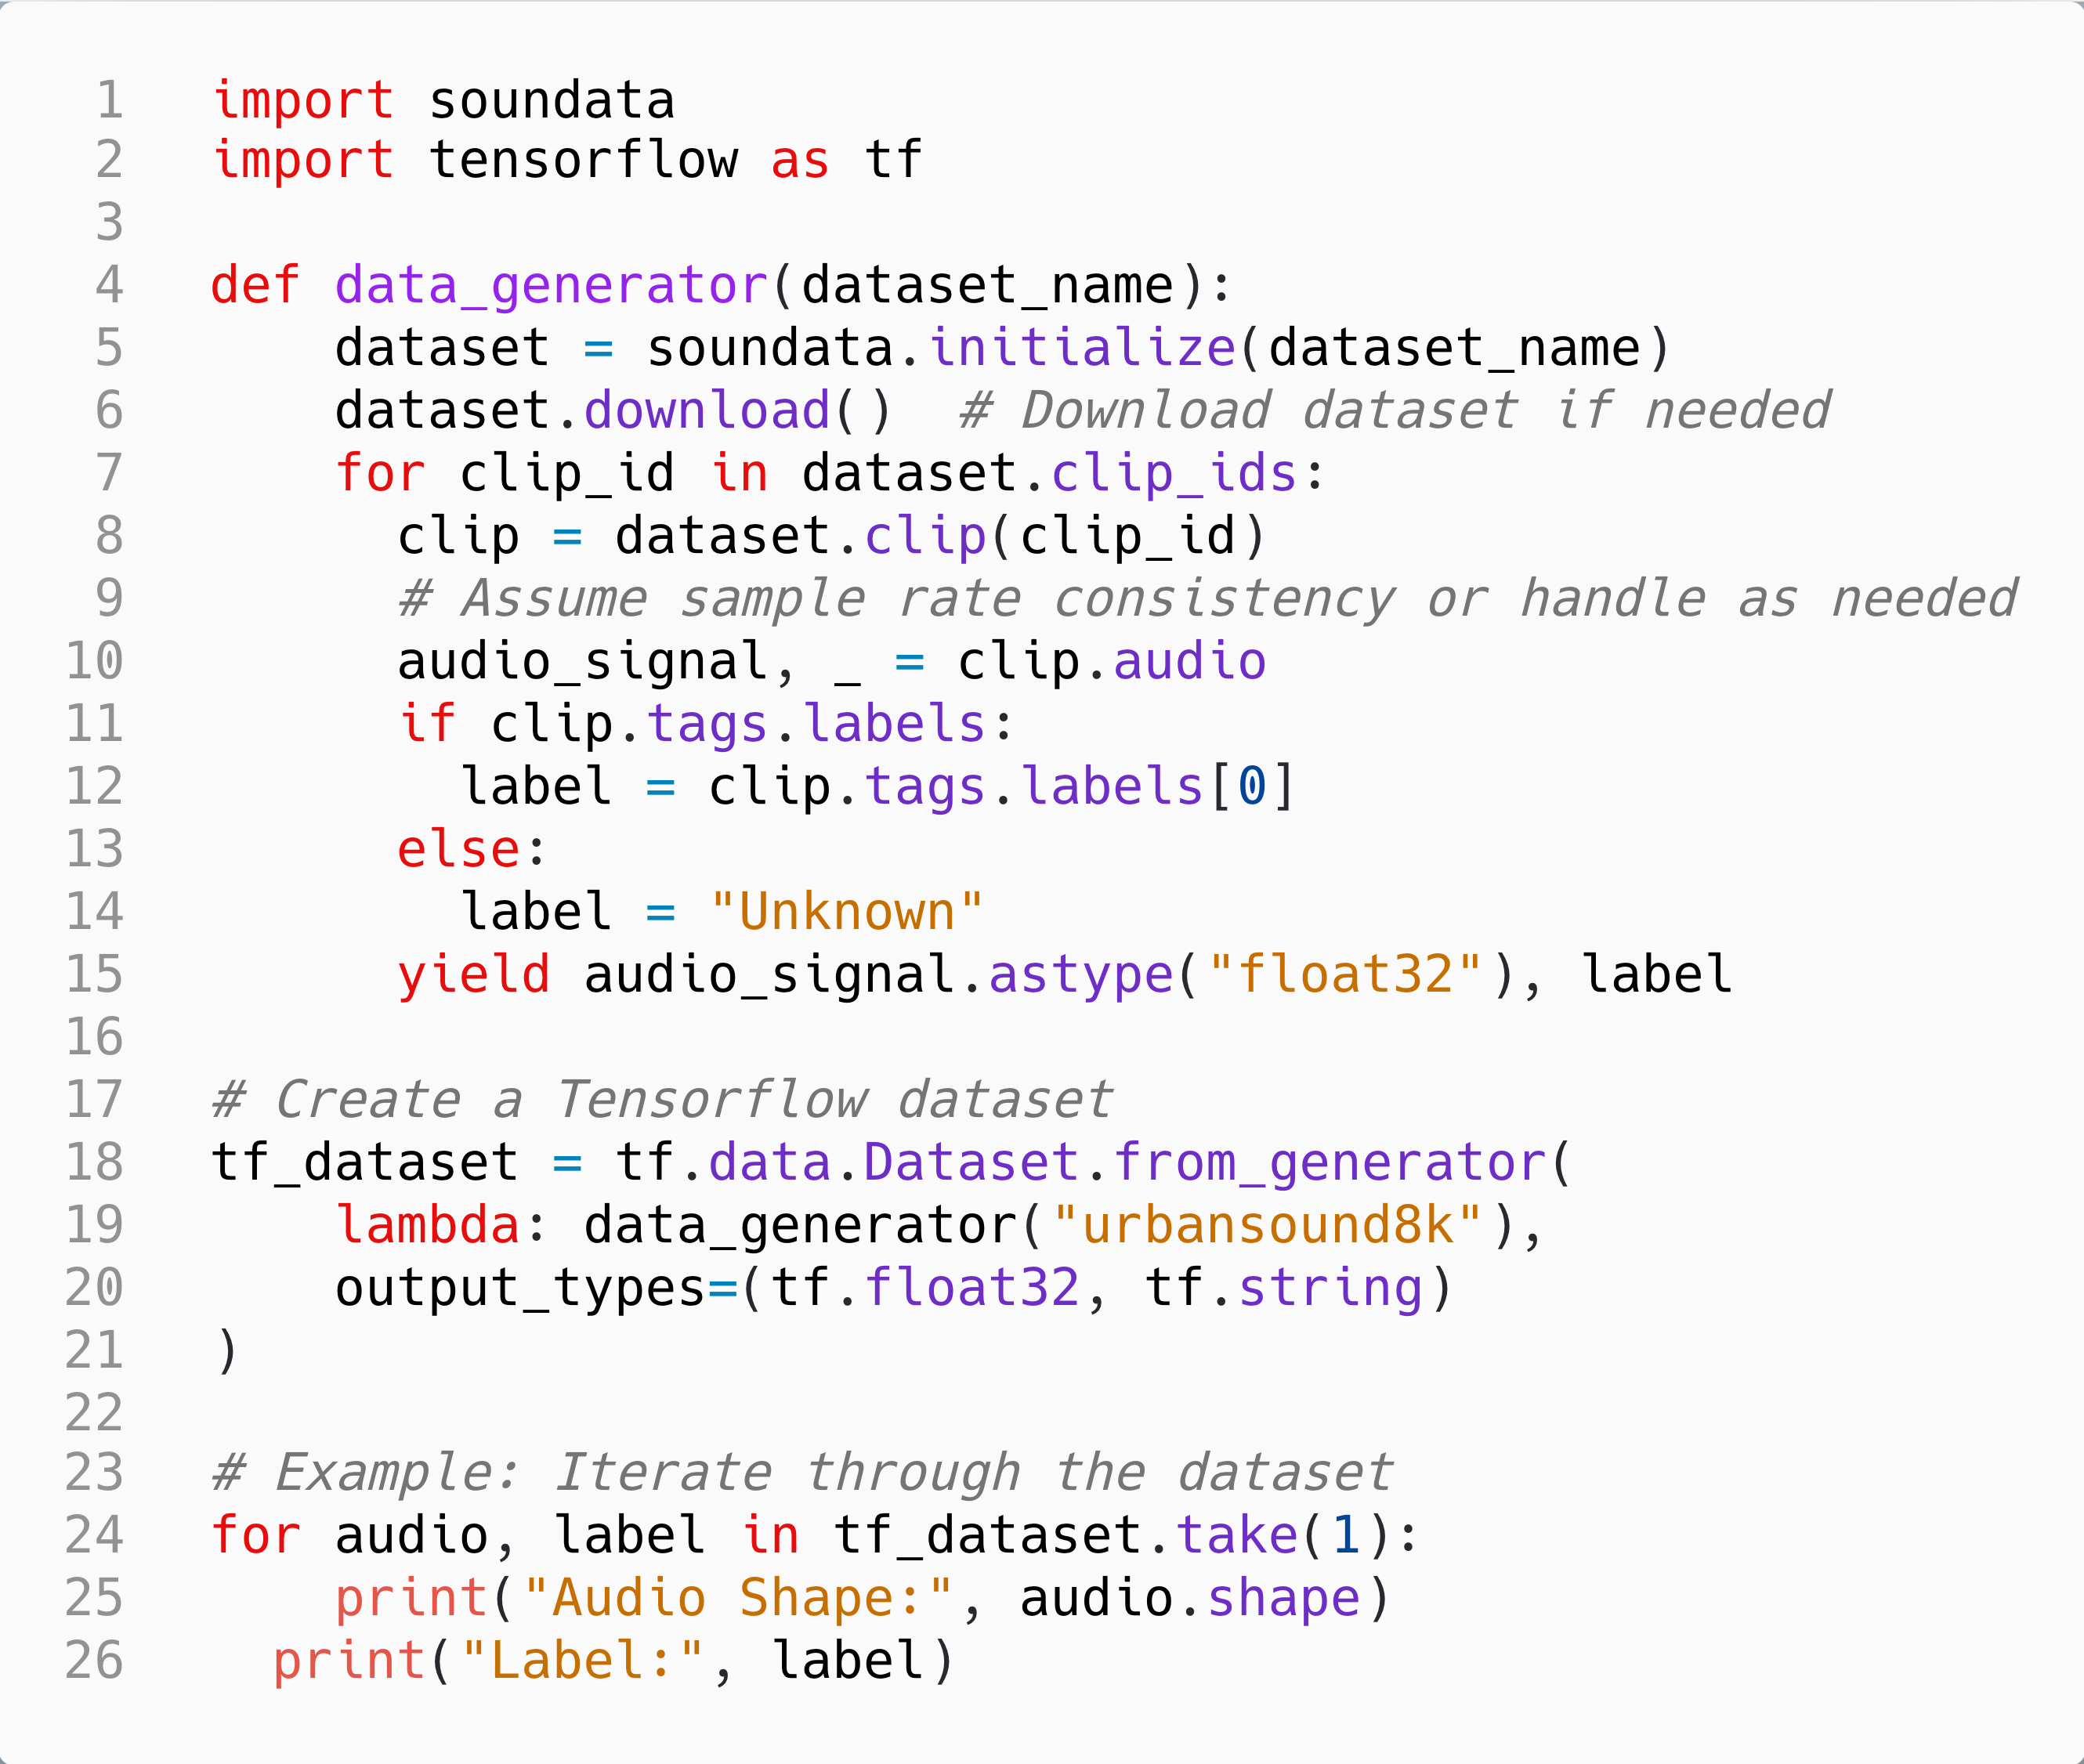 1 import soundata
2 import tensorflow as tf
3
4 def data_generator(dataset_name):
5     dataset = soundata.initialize(dataset_name)
6     dataset.download()  # Download dataset if needed
7     for clip_id in dataset.clip_ids:
8       clip = dataset.clip(clip_id)
9       # Assume sample rate consistency or handle as needed
10       audio_signal, _ = clip.audio
11       if clip.tags.labels:
12         label = clip.tags.labels[0]
13       else:
14         label = "Unknown"
15       yield audio_signal.astype("float32"), label
16
17 # Create a Tensorflow dataset
18 tf_dataset = tf.data.Dataset.from_generator(
19     lambda: data_generator("urbansound8k"),
20     output_types=(tf.float32, tf.string)
21 )
22
23 # Example: Iterate through the dataset
24 for audio, label in tf_dataset.take(1):
25     print("Audio Shape:", audio.shape)
26   print("Label:", label)